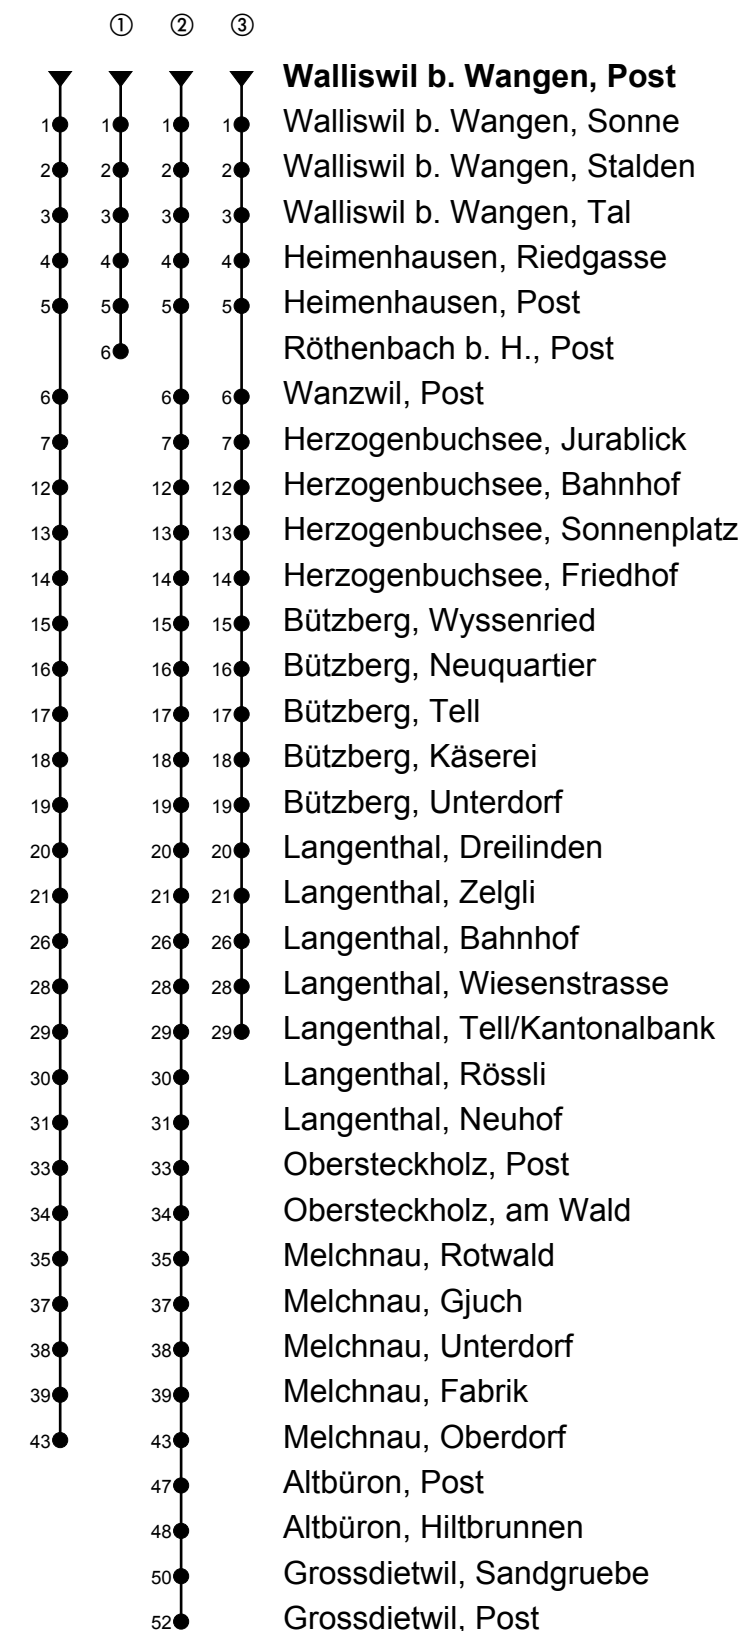 ① ② ③
Walliswil b. Wangen, Post
1 1 1 1 Walliswil b. Wangen, Sonne
2 2 2 2 Walliswil b. Wangen, Stalden
3 3 3 3 Walliswil b. Wangen, Tal
4 4 4 4 Heimenhausen, Riedgasse
5 5 5 5 Heimenhausen, Post
6 Röthenbach b. H., Post
6 6 6 Wanzwil, Post
7 7 7 Herzogenbuchsee, Jurablick
12 12 12 Herzogenbuchsee, Bahnhof
13 13 13 Herzogenbuchsee, Sonnenplatz
14 14 14 Herzogenbuchsee, Friedhof
15 15 15 Bützberg, Wyssenried
16 16 16 Bützberg, Neuquartier
17 17 17 Bützberg, Tell
18 18 18 Bützberg, Käserei
19 19 19 Bützberg, Unterdorf
20 20 20 Langenthal, Dreilinden
21 21 21 Langenthal, Zelgli
26 26 26 Langenthal, Bahnhof
28 28 28 Langenthal, Wiesenstrasse
29 29 29 Langenthal, Tell/Kantonalbank
30 30 Langenthal, Rössli
31 31 Langenthal, Neuhof
33 33 Obersteckholz, Post
34 34 Obersteckholz, am Wald
35 35 Melchnau, Rotwald
37 37 Melchnau, Gjuch
38 38 Melchnau, Unterdorf
39 39 Melchnau, Fabrik
43 43 Melchnau, Oberdorf
47 Altbüron, Post
48 Altbüron, Hiltbrunnen
50 Grossdietwil, Sandgruebe
52 Grossdietwil, Post